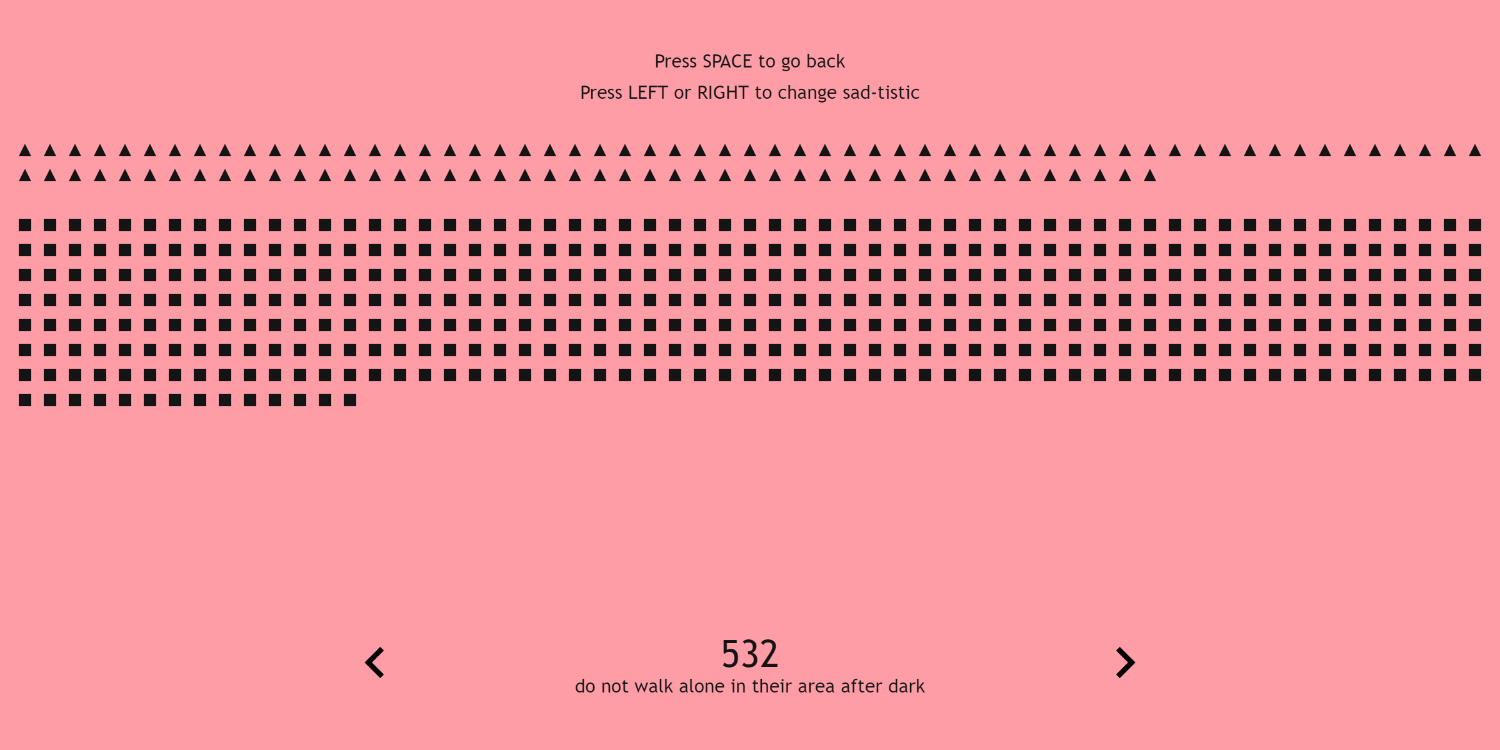 Press SPACE to go back
Press LEFT or RIGHT to change sad-tistic
532
do not walk alone in their area after dark